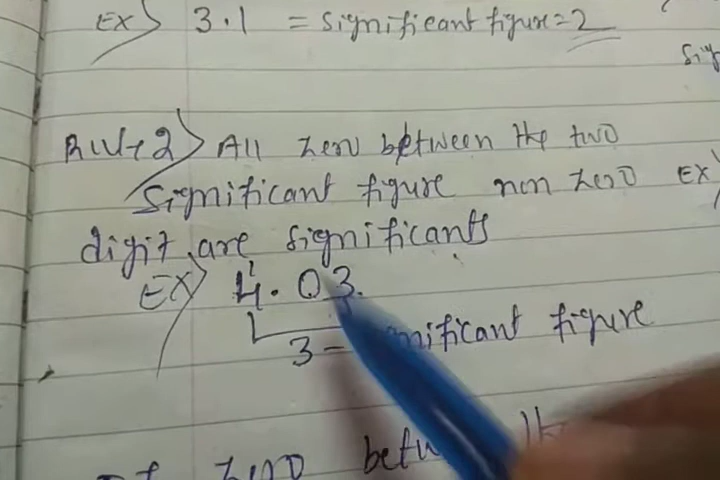 Ex> 3.1 = significant figure = 2
Rule-2> All zero between the two
significant figure non zero Ex
digit are significants
Ex> 4.03.
3 - nificant figure
zero betw